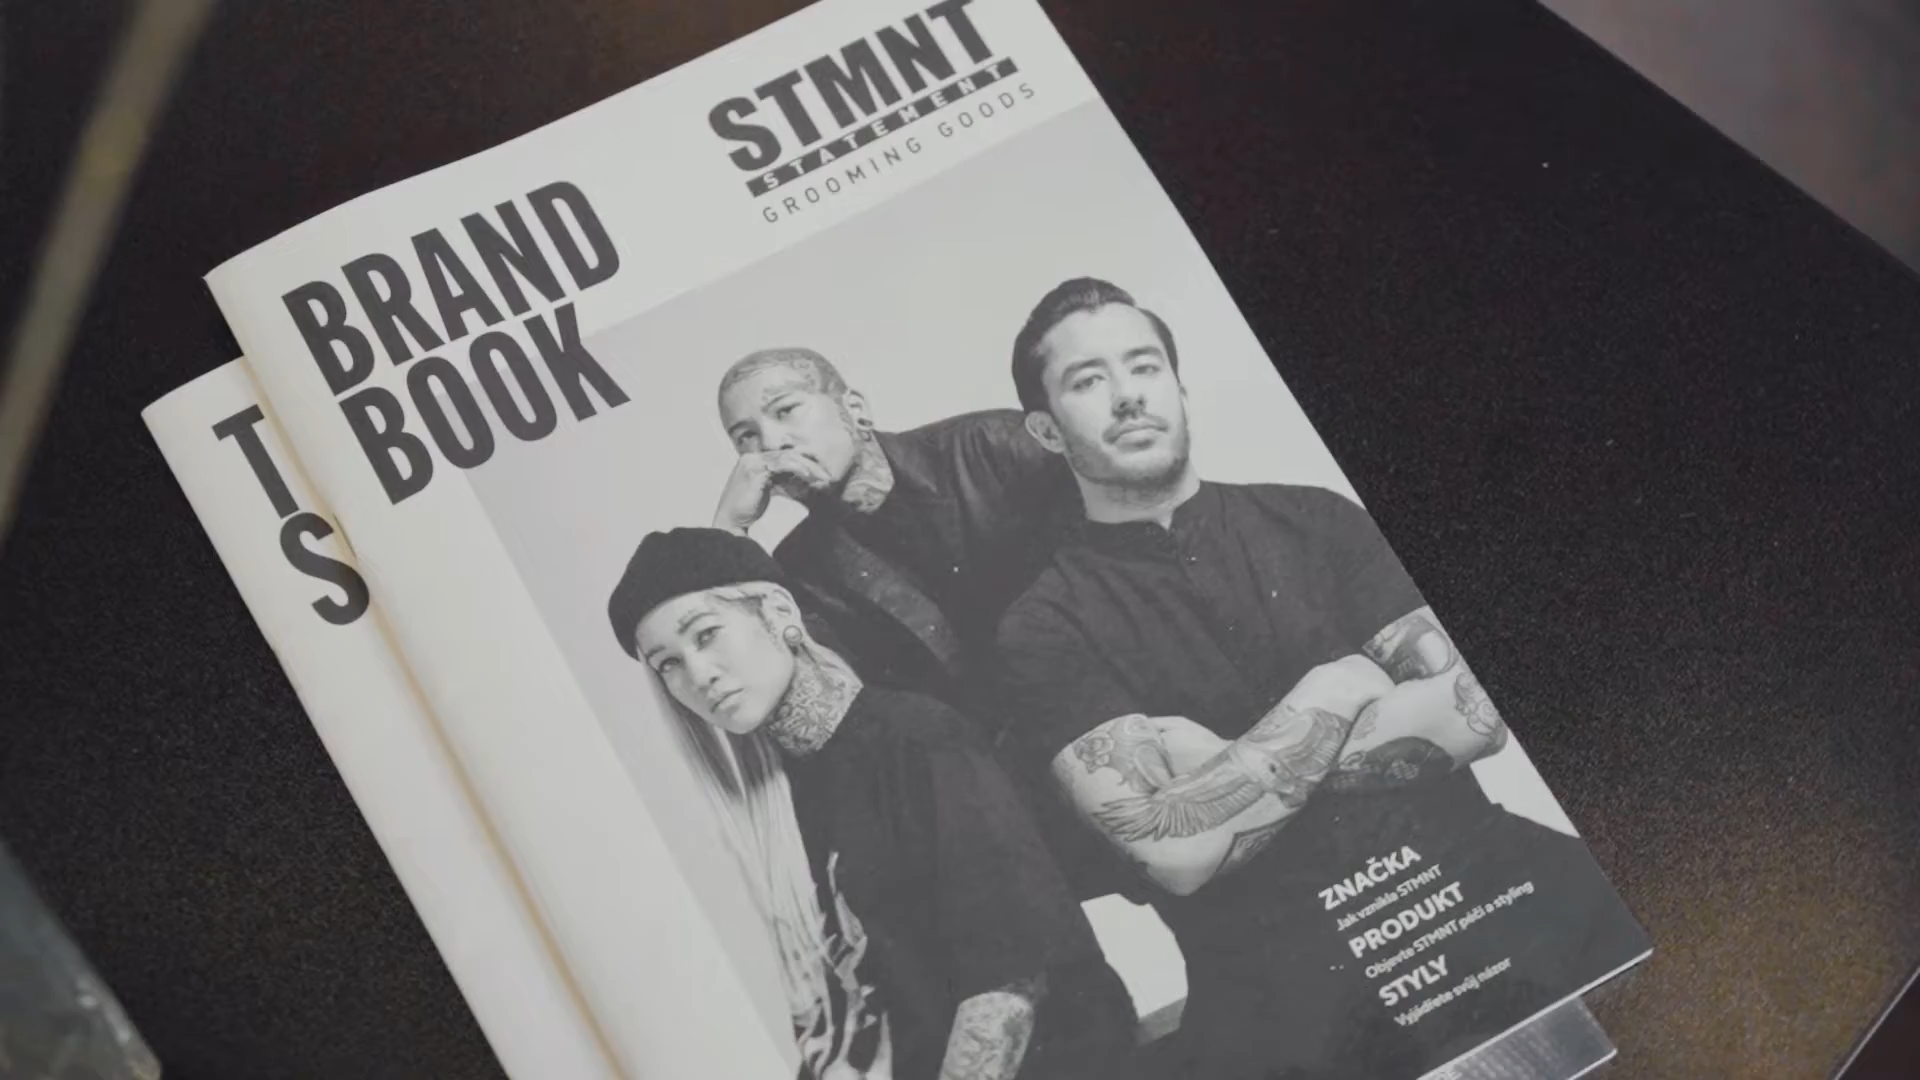 STMNT
STATEMENT
GROOMING GOODS
BRAND
BOOK
T
S
ZNAČKA
Jak vznikla STMNT
PRODUKT
Objevte STMNT péči a styling
STYLY
Vyjádřete svůj názor